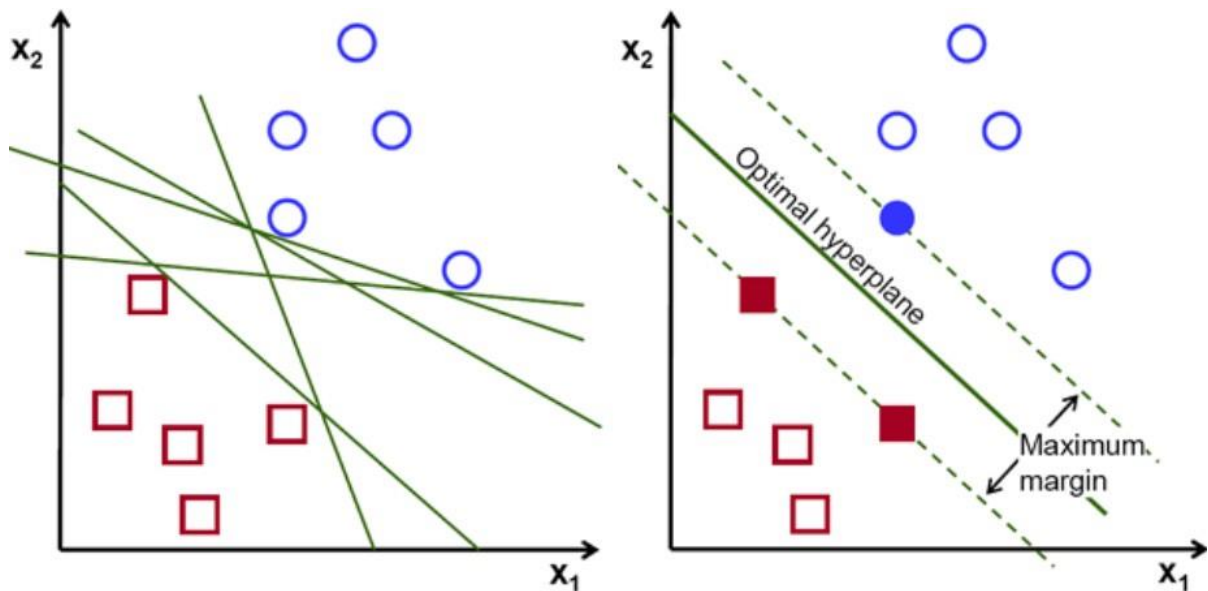 x₂
x₁
x₂
Optimal hyperplane
Maximum
margin
x₁